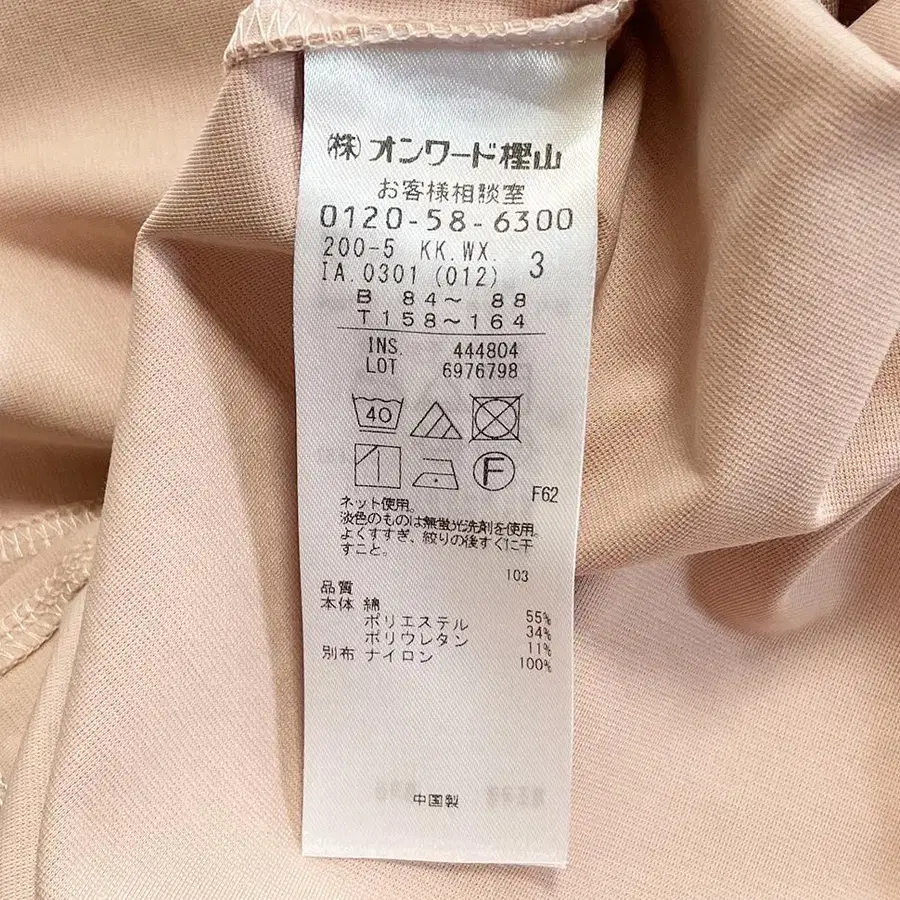 ㈱オンワード樫山
お客様相談室
0120-58-6300
200-5 KK.WX. 3
IA.0301 (012)
B 84～ 88
T158～164
INS. 444804
LOT 6976798
40
F
F62
ネット使用。
淡色のものは無蛍光洗剤を使用。
よくすすぎ、絞りの後すぐに干
すこと。
103
品質
本体 綿 55%
ポリエステル 34%
ポリウレタン 11%
別布 ナイロン 100%
中国製